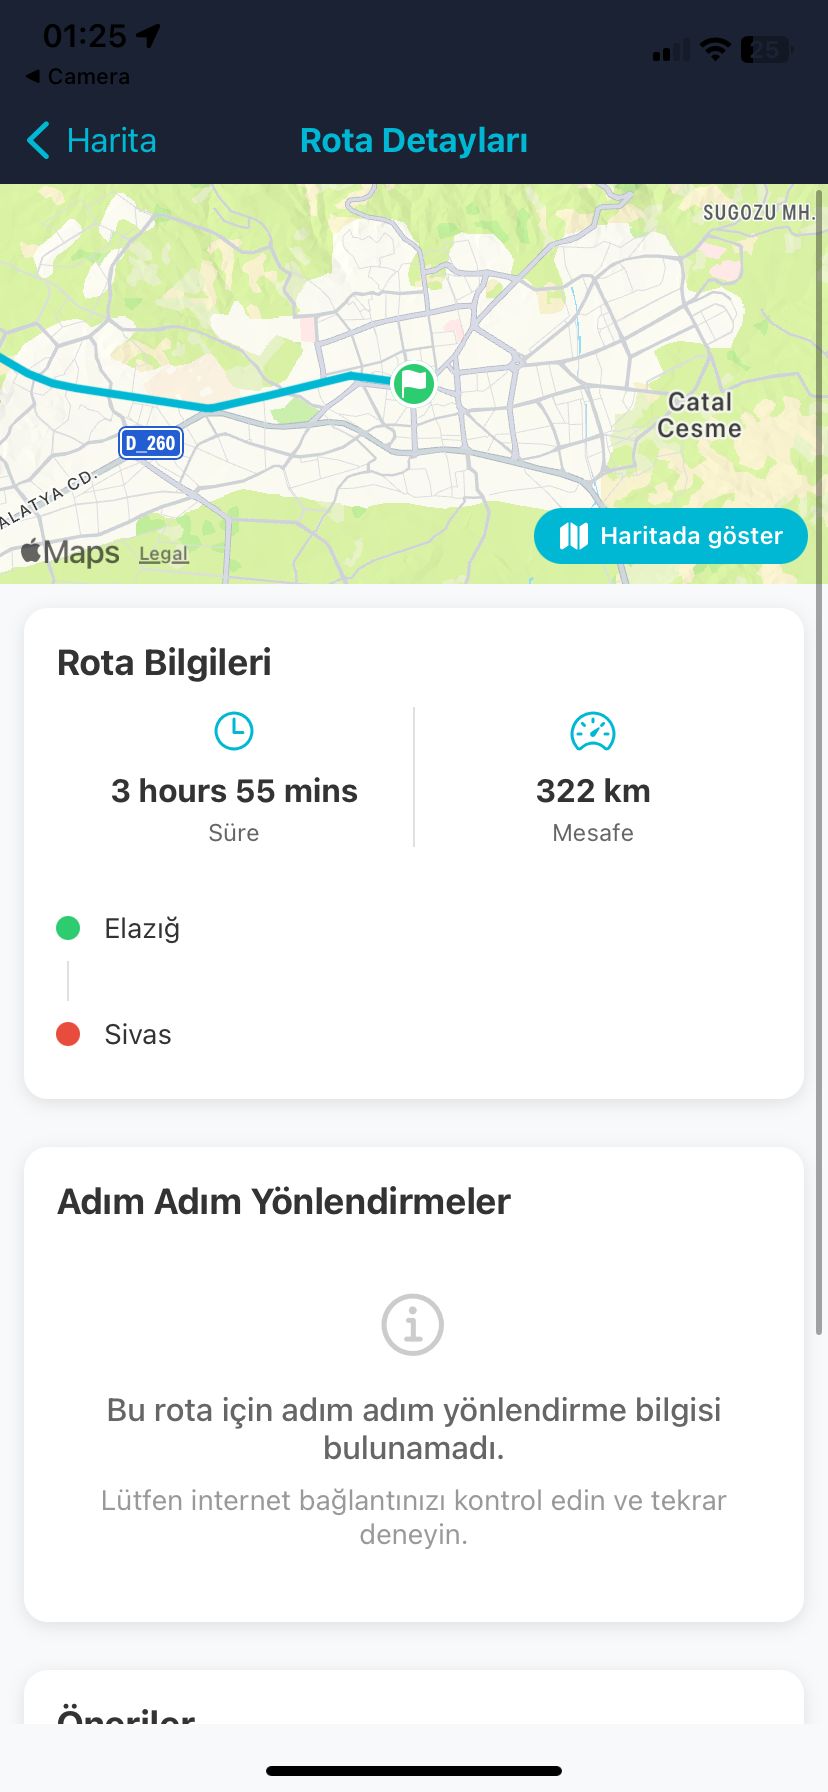 01:25
25
◀ Camera
Harita
Rota Detayları
SUGOZU MH.
Catal
Cesme
D_260
ALATYA CD.
Maps
Legal
Haritada göster
Rota Bilgileri
3 hours 55 mins
322 km
Süre
Mesafe
Elazığ
Sivas
Adım Adım Yönlendirmeler
Bu rota için adım adım yönlendirme bilgisi
bulunamadı.
Lütfen internet bağlantınızı kontrol edin ve tekrar
deneyin.
Öneriler